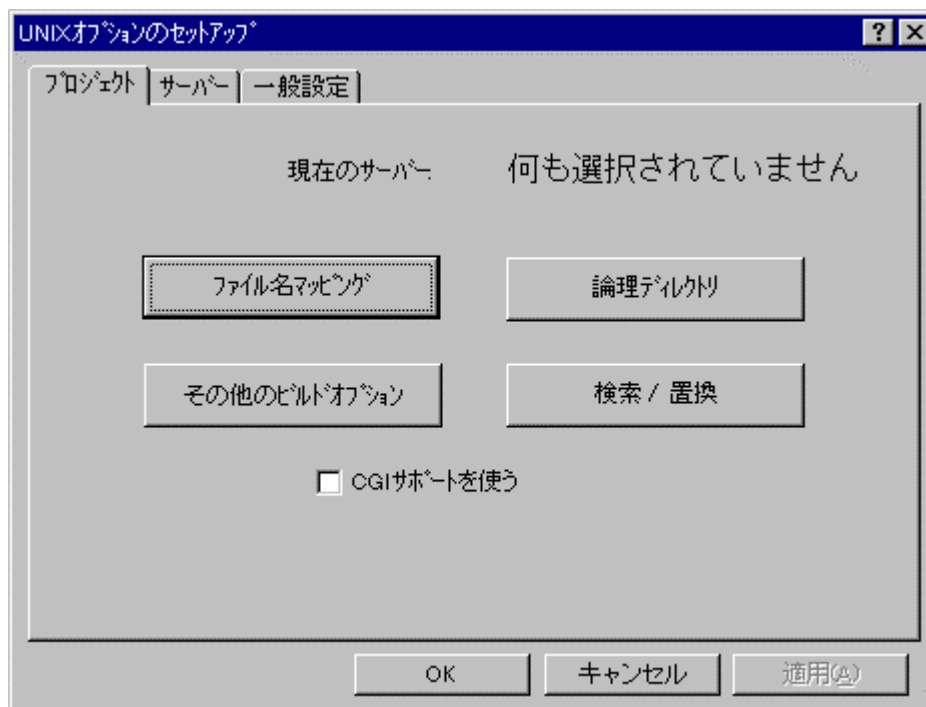 UNIXｵﾌﾟｼｮﾝのｾｯﾄｱｯﾌﾟ
ﾌﾟﾛｼﾞｪｸﾄ ｻｰﾊﾞｰ 一般設定
現在のｻｰﾊﾞｰ: 何も選択されていません
ﾌｧｲﾙ名ﾏｯﾋﾟﾝｸﾞ 論理ﾃﾞｨﾚｸﾄﾘ
その他のﾋﾞﾙﾄﾞｵﾌﾟｼｮﾝ 検索 / 置換
CGIｻﾎﾟｰﾄを使う
OK キャンセル 適用(A)